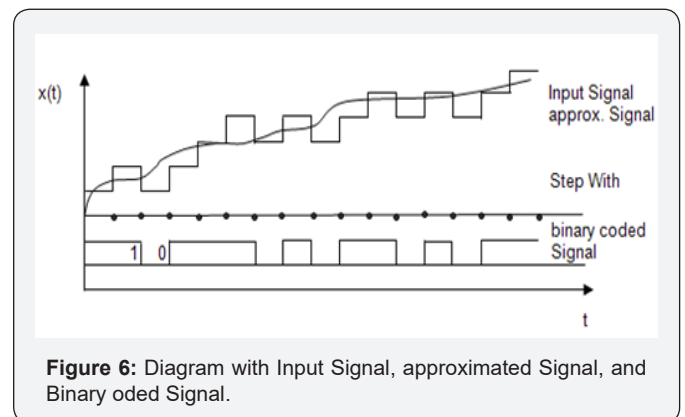 x(t)
Input Signal
approx. Signal
Step With
binary coded
Signal
1 0
t
Figure 6: Diagram with Input Signal, approximated Signal, and
Binary oded Signal.